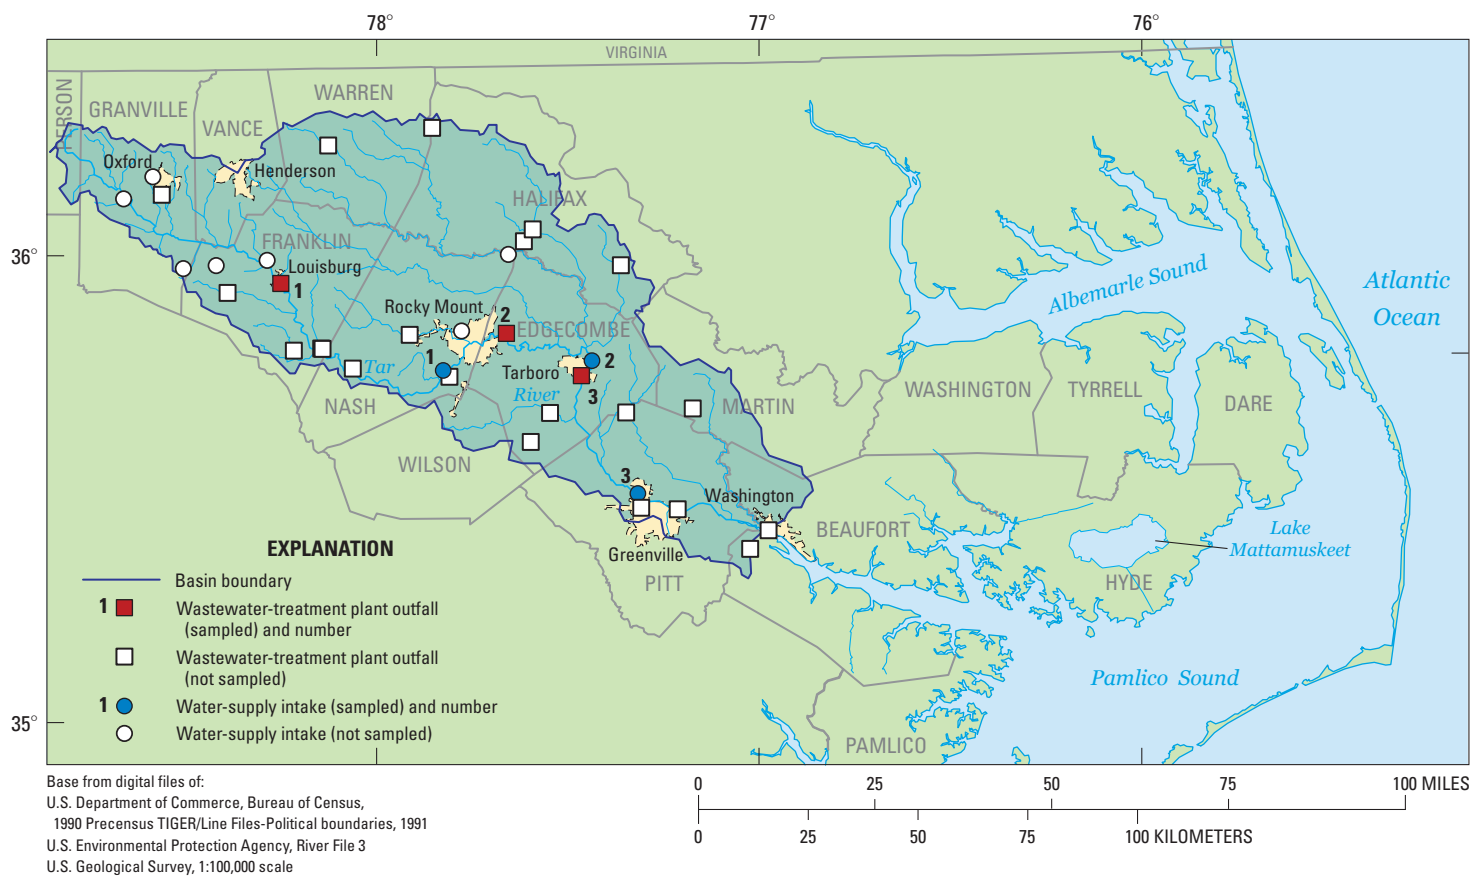 78°
77°
76°
VIRGINIA
PERSON
GRANVILLE
VANCE
WARREN
Oxford
Henderson
HALIFAX
36°
FRANKLIN
Louisburg
1
Albemarle Sound
Atlantic
Ocean
Rocky Mount
2
EDGECOMBE
1
Tar
2
Tarboro
3
River
NASH
MARTIN
WASHINGTON
TYRRELL
DARE
WILSON
3
Washington
BEAUFORT
Greenville
PITT
Lake
Mattamuskeet
HYDE
Pamlico Sound
PAMLICO
35°
EXPLANATION
Basin boundary
1 Wastewater-treatment plant outfall
(sampled) and number
Wastewater-treatment plant outfall
(not sampled)
1 Water-supply intake (sampled) and number
Water-supply intake (not sampled)
Base from digital files of:
U.S. Department of Commerce, Bureau of Census,
1990 Precensus TIGER/Line Files-Political boundaries, 1991
U.S. Environmental Protection Agency, River File 3
U.S. Geological Survey, 1:100,000 scale
0 25 50 75 100 MILES
0 25 50 75 100 KILOMETERS